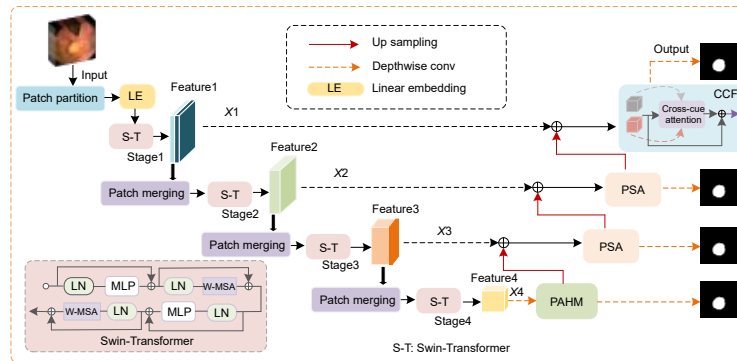 Input
Patch partition
LE
S-T
Stage1
Feature1
X1
Up sampling
Depthwise conv
LE
Linear embedding
Output
CCF
Cross-cue
attention
Patch merging
S-T
Stage2
Feature2
X2
PSA
Patch merging
S-T
Stage3
Feature3
X3
PSA
Patch merging
S-T
Stage4
Feature4
X4
PAHM
LN
MLP
LN
W-MSA
W-MSA
LN
MLP
LN
Swin-Transformer
S-T: Swin-Transformer